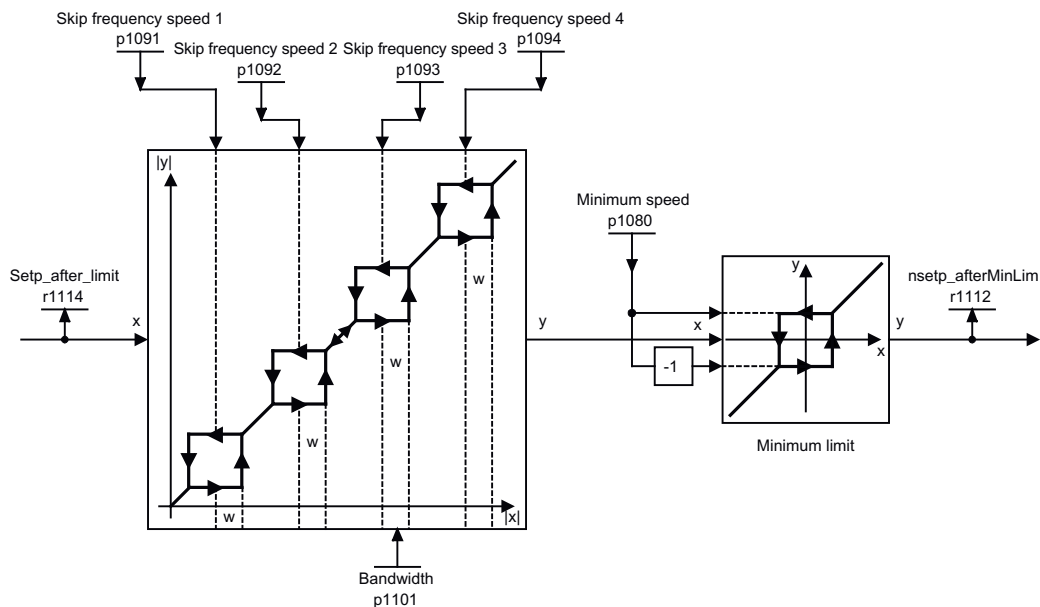 Skip frequency speed 1
p1091
Skip frequency speed 2
p1092
Skip frequency speed 3
p1093
Skip frequency speed 4
p1094
|y|
Setp_after_limit
r1114
x
w
w
w
w
|x|
Bandwidth
p1101
y
Minimum speed
p1080
x
-1
y
x
Minimum limit
y
nsetp_afterMinLim
r1112